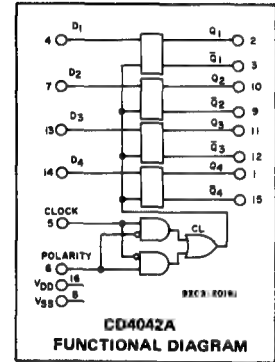 D1
4
Q1
2
Q̅1
3
D2
7
Q2
10
Q̅2
9
D3
13
Q3
11
Q̅3
12
D4
14
Q4
1
Q̅4
15
CLOCK
5
CL
POLARITY
6
VDD 16
VSS 8
CD4042A
FUNCTIONAL DIAGRAM